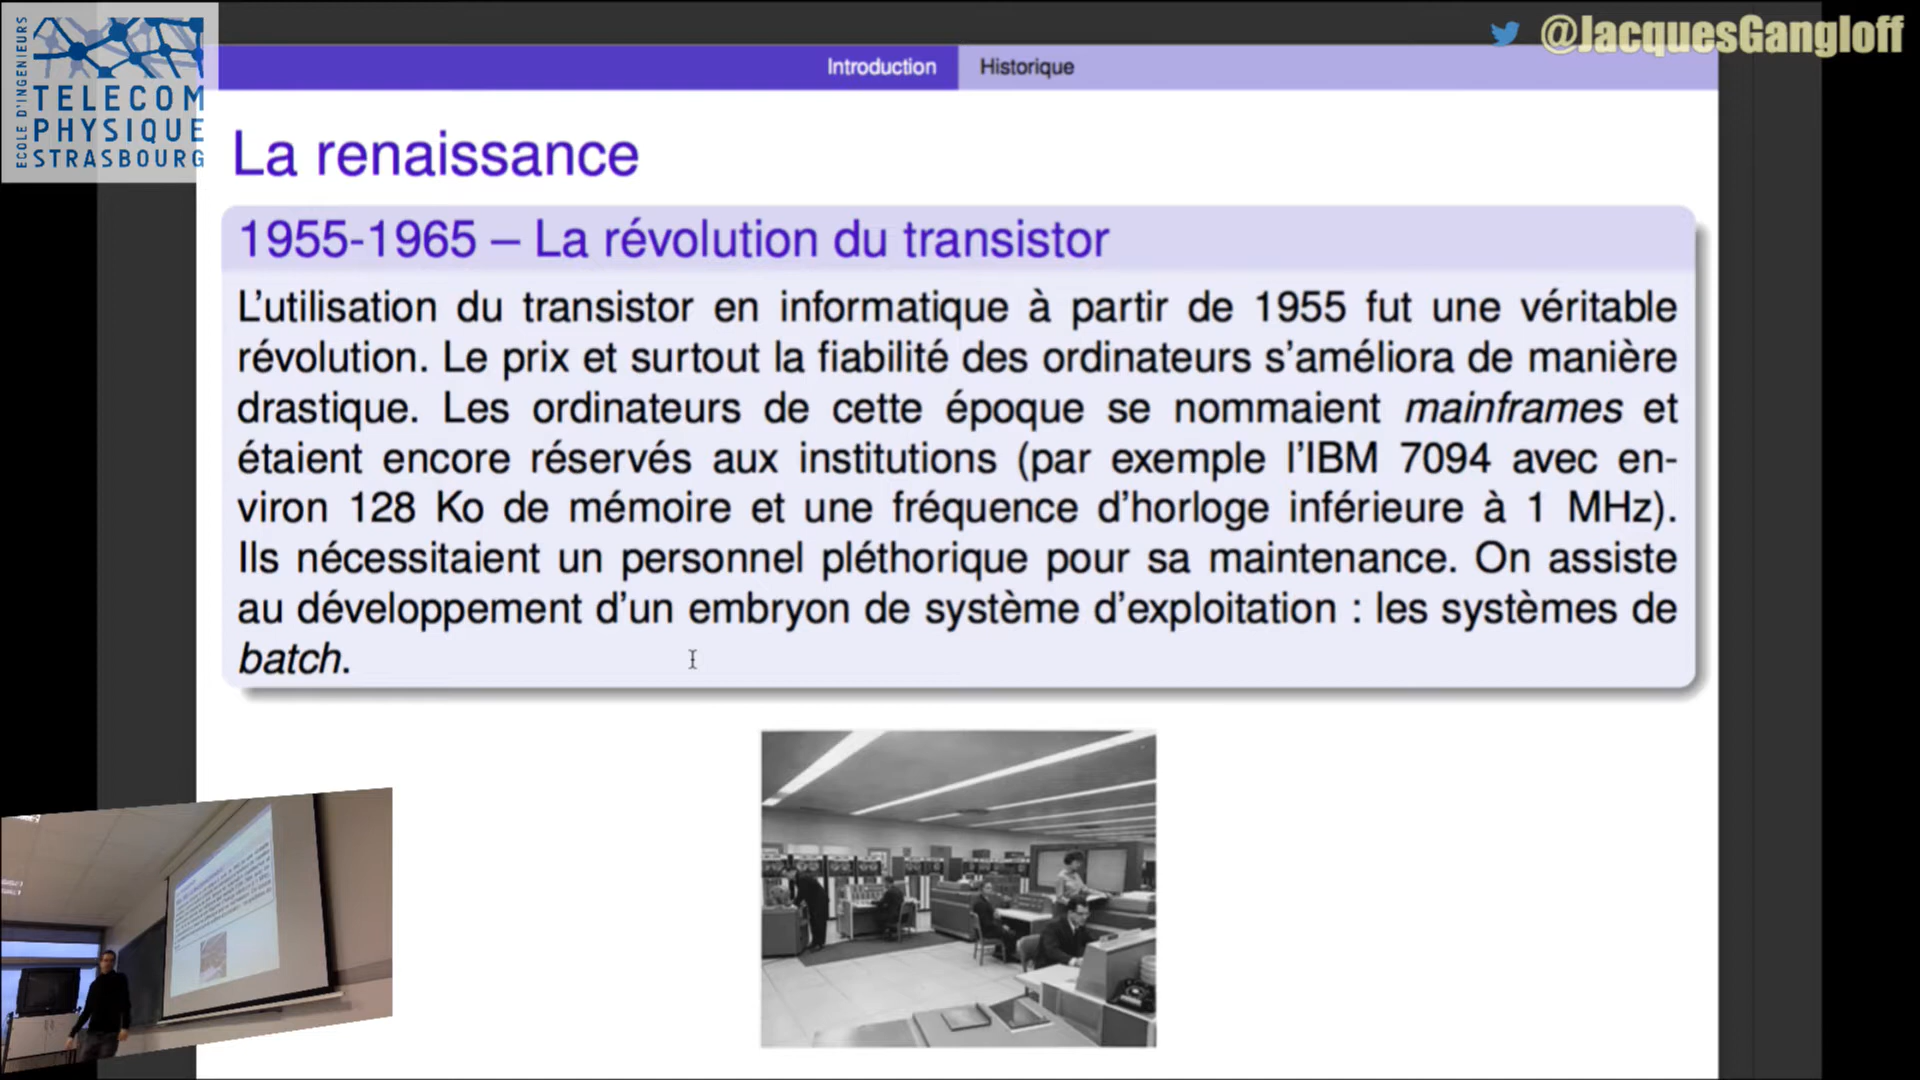 @JacquesGangloff
ECOLE D'INGENIEURS
TELECOM
PHYSIQUE
STRASBOURG
Introduction
Historique
La renaissance
1955-1965 – La révolution du transistor
L'utilisation du transistor en informatique à partir de 1955 fut une véritable
révolution. Le prix et surtout la fiabilité des ordinateurs s'améliora de manière
drastique. Les ordinateurs de cette époque se nommaient mainframes et
étaient encore réservés aux institutions (par exemple l'IBM 7094 avec en-
viron 128 Ko de mémoire et une fréquence d'horloge inférieure à 1 MHz).
Ils nécessitaient un personnel pléthorique pour sa maintenance. On assiste
au développement d'un embryon de système d'exploitation : les systèmes de
batch.